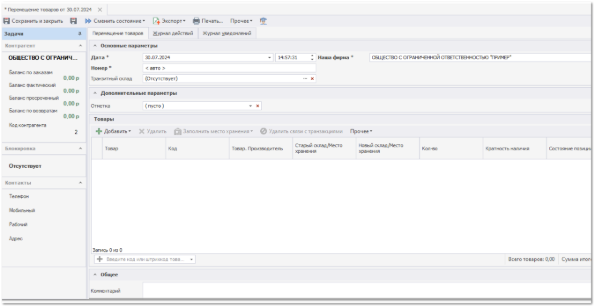 * Перемещение товаров от 30.07.2024 ×
Сохранить и закрыть Сменить состояние Экспорт Печать... Прочее
Задачи
Перемещение товаров Журнал действий Журнал уведомлений
Контрагент
Основные параметры
ОБЩЕСТВО С ОГРАНИЧ...
Дата * 30.07.2024 14:57:31 Наша фирма * ОБЩЕСТВО С ОГРАНИЧЕННОЙ ОТВЕТСТВЕННОСТЬЮ "ПРИМЕР"
Номер * < авто >
Транзитный склад (Отсутствует)
Баланс по заказам
0,00 р
Баланс фактический
0,00 р
Баланс просроченный
0,00 р
Баланс по возвратам
0,00 р
Код контрагента
2
Дополнительные параметры
Отметка (пусто)
Товары
Добавить Удалить Заполнить место хранения Удалить связи с транзакциями Прочее
Товар Код Товар.Производитель Старый склад/Место хранения Новый склад/Место хранения Кол-во Кратность наличия Состояние позиции
Блокировка
Отсутствует
Контакты
Телефон
Мобильный
Рабочий
Адрес
Запись 0 из 0
Введите код или штрихкод това...
Всего товаров: 0,00 Сумма итого
Общее
Комментарий